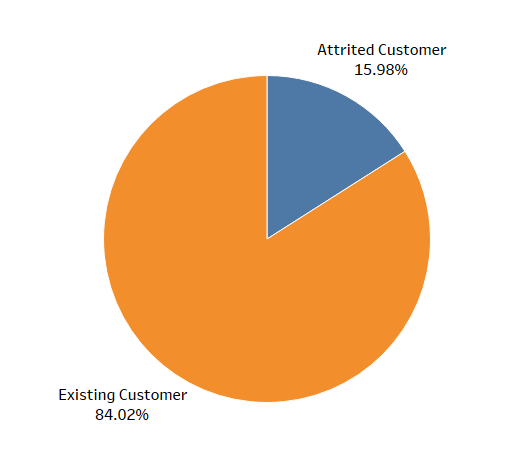 Attrited Customer
15.98%
Existing Customer
84.02%